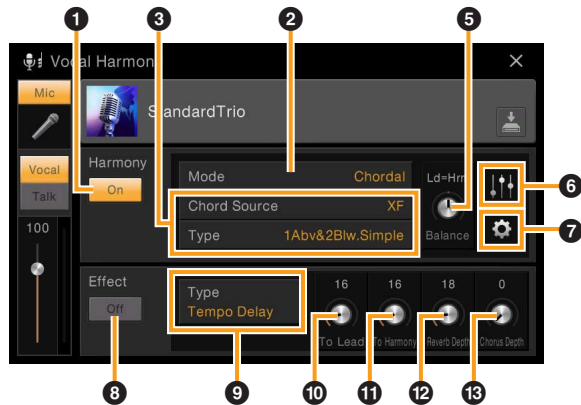 1 3 2 5
Vocal Harmony
Mic
StandardTrio
Vocal
Talk
Harmony
On
Mode Chordal
Chord Source XF
Type 1Abv&2Blw.Simple
Ld=Hrm
Balance
6
7
100
Effect
Off
Type
Tempo Delay
16 16 18 0
To Lead To Harmony Reverb Depth Chorus Depth
8 9 10 11 12 13